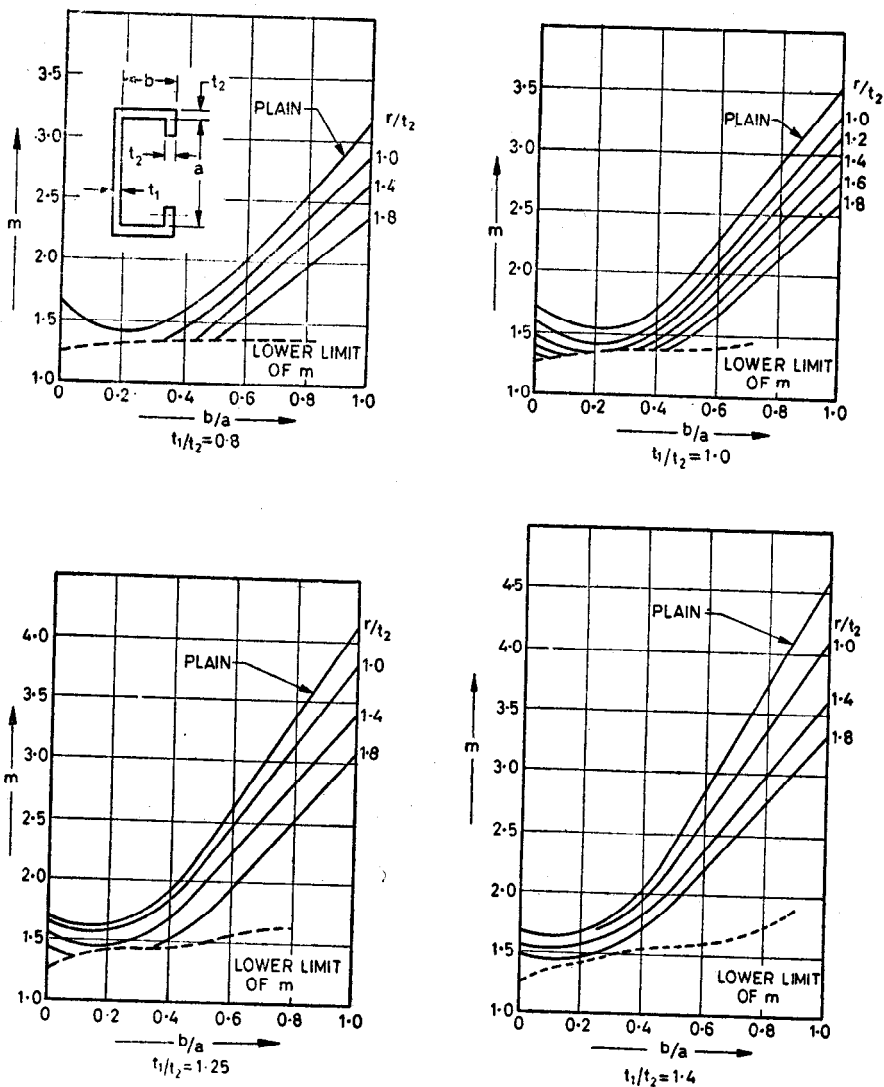 3·5
3·0
2·5
2·0
1·5
1·0
m
b
t₂
t₂
a
t₁
PLAIN
r/t₂
1·0
1·4
1·8
LOWER LIMIT
OF m
0 0·2 0·4 0·6 0·8 1·0
b/a
t₁/t₂=0·8
3·5
3·0
2·5
2·0
1·5
1·0
m
PLAIN
r/t₂
1·0
1·2
1·4
1·6
1·8
LOWER LIMIT
OF m
0 0·2 0·4 0·6 0·8 1·0
b/a
t₁/t₂=1·0
4·0
3·5
3·0
2·5
2·0
1·5
1·0
m
PLAIN
r/t₂
1·0
1·4
1·8
LOWER LIMIT
OF m
0 0·2 0·4 0·6 0·8 1·0
b/a
t₁/t₂=1·25
4·5
4·0
3·5
3·0
2·5
2·0
1·5
1·0
m
PLAIN
r/t₂
1·0
1·4
1·8
LOWER LIMIT
OF m
0 0·2 0·4 0·6 0·8 1·0
b/a
t₁/t₂=1·4